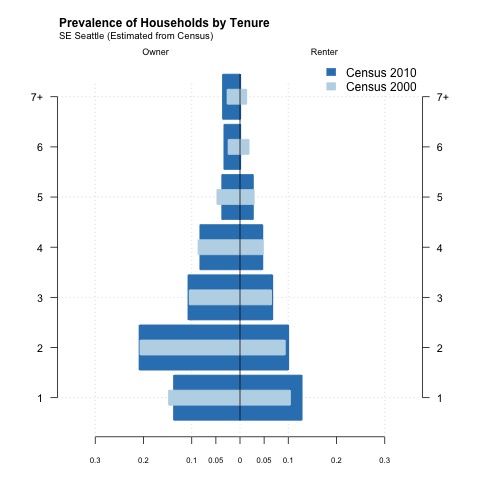 Prevalence of Households by Tenure
SE Seattle (Estimated from Census)
Owner Renter
Census 2010
Census 2000
7+ 7+
6 6
5 5
4 4
3 3
2 2
1 1
0.3 0.2 0.1 0.05 0 0.05 0.1 0.2 0.3